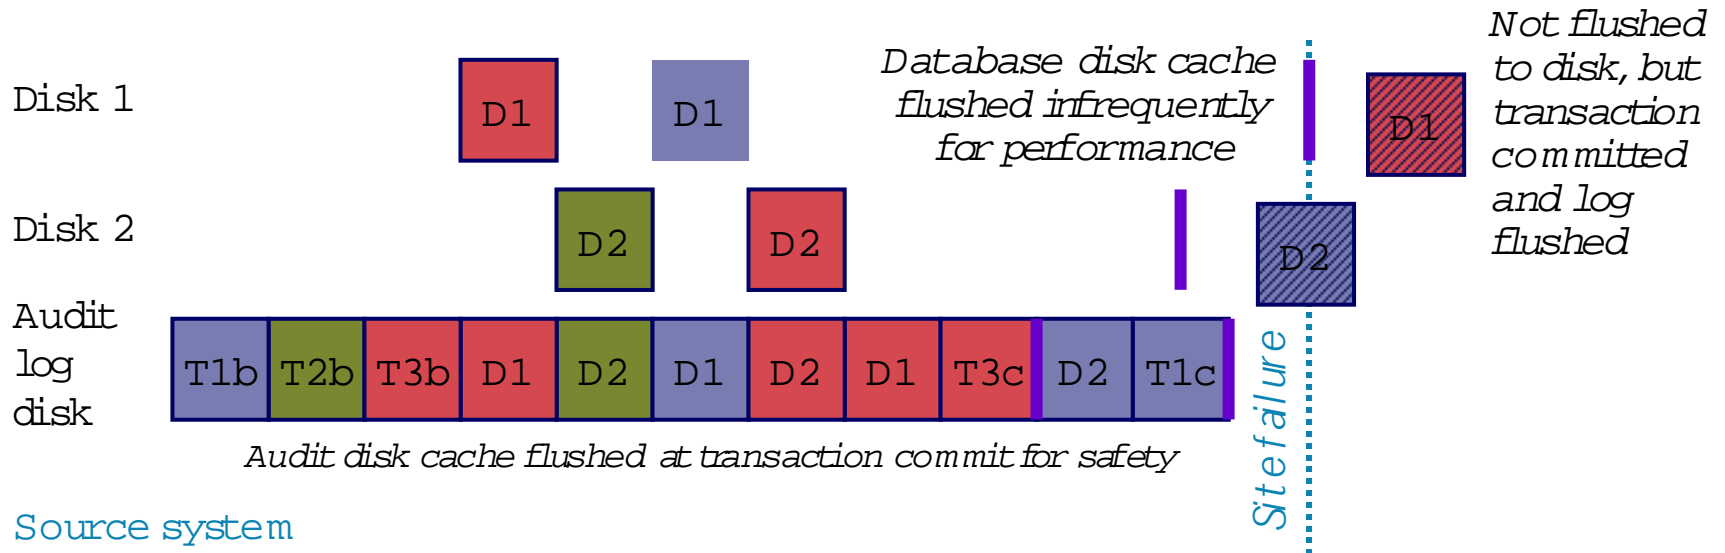 Disk 1
D1
D1
Database disk cache
flushed infrequently
for performance
D1
Not flushed
to disk, but
transaction
committed
and log
flushed
Disk 2
D2
D2
D2
Audit
log
disk
T1b T2b T3b D1 D2 D1 D2 D1 T3c D2 T1c
Site failure
Audit disk cache flushed at transaction commit for safety
Source system